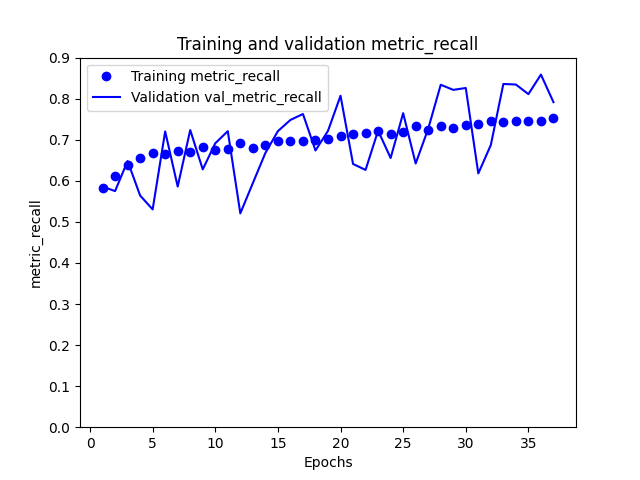 Training and validation metric_recall
Training metric_recall
Validation val_metric_recall
metric_recall
0.9
0.8
0.7
0.6
0.5
0.4
0.3
0.2
0.1
0.0
0 5 10 15 20 25 30 35
Epochs